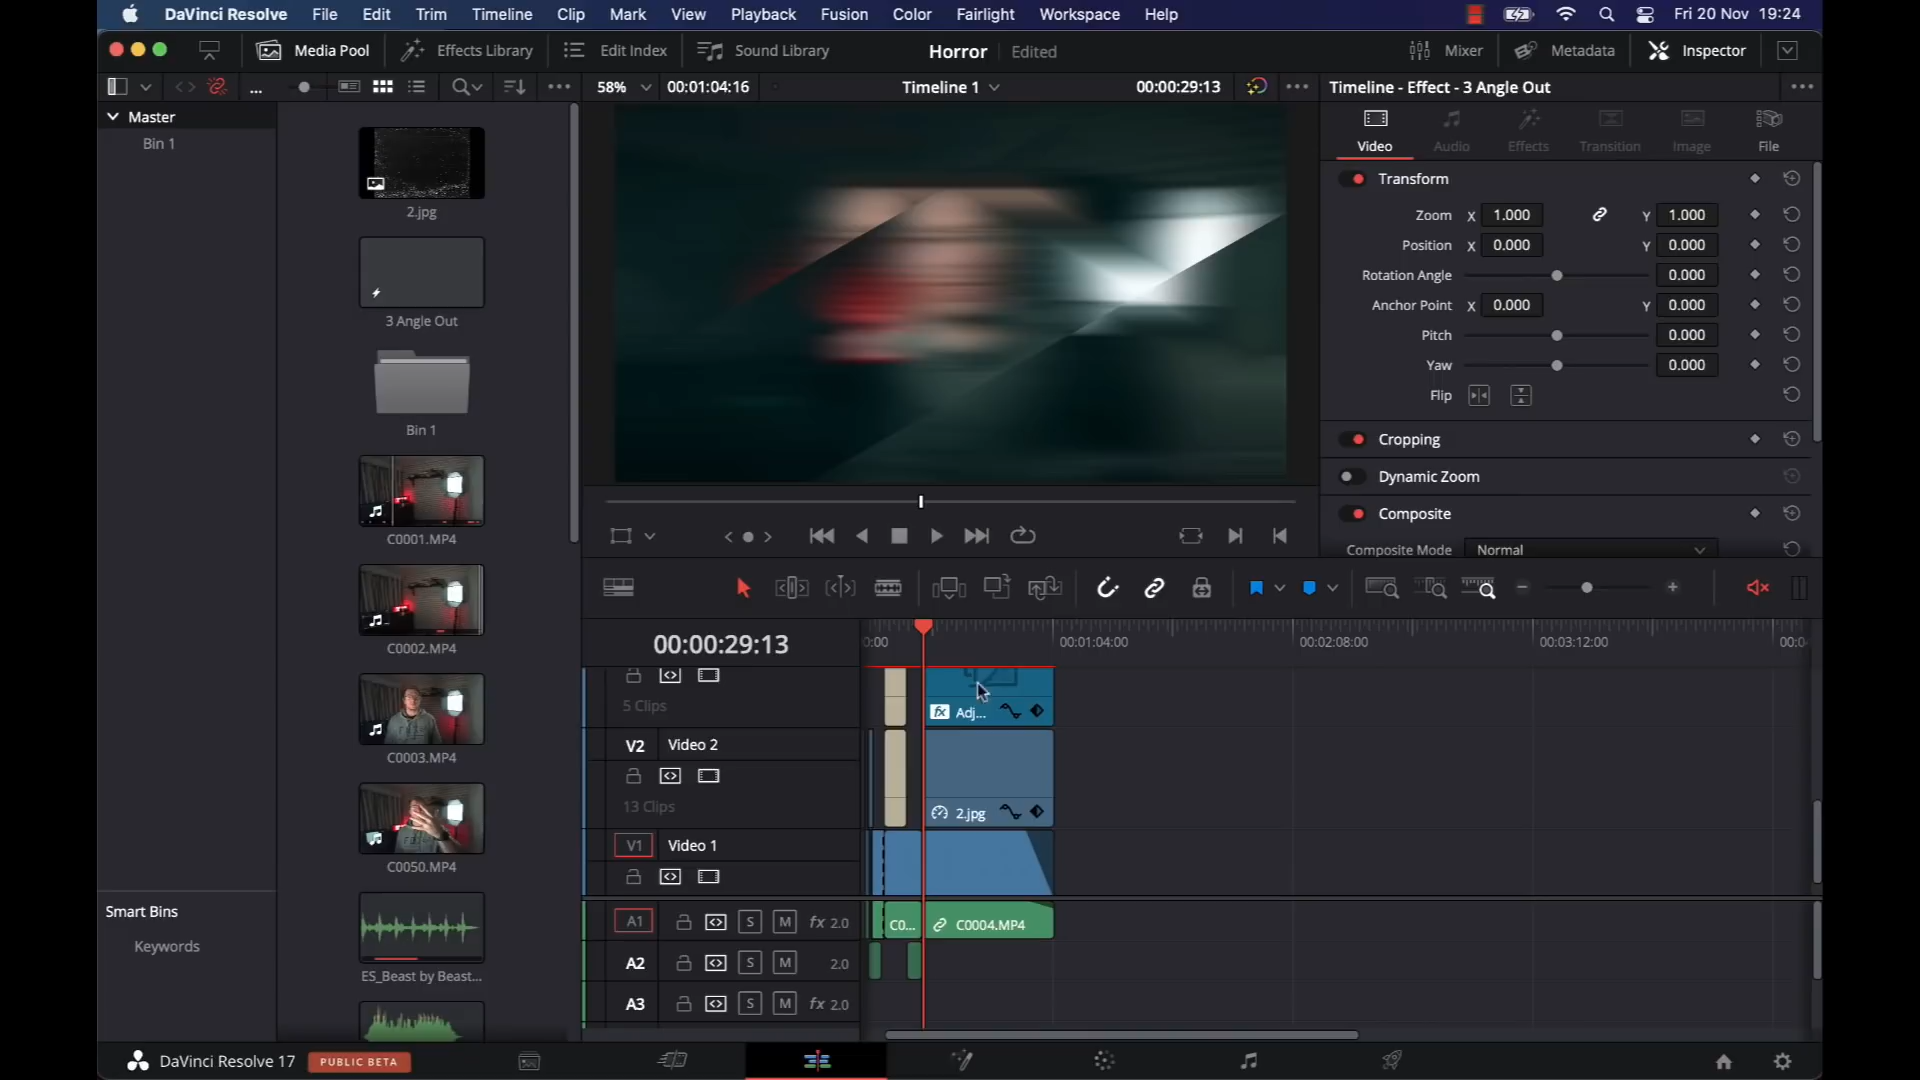 DaVinci Resolve File Edit Trim Timeline Clip Mark View Playback Fusion Color Fairlight Workspace Help Fri 20 Nov 19:24
Media Pool Effects Library Edit Index Sound Library Horror Edited Mixer Metadata Inspector
58% 00:01:04:16 Timeline 1 00:00:29:13 Timeline - Effect - 3 Angle Out
Master
Bin 1
2.jpg
3 Angle Out
Bin 1
C0001.MP4
C0002.MP4
C0003.MP4
C0050.MP4
ES_Beast by Beast...
Smart Bins
Keywords
Video Audio Effects Transition Image File
Transform
Zoom X 1.000 Y 1.000
Position X 0.000 Y 0.000
Rotation Angle 0.000
Anchor Point X 0.000 Y 0.000
Pitch 0.000
Yaw 0.000
Flip
Cropping
Dynamic Zoom
Composite
Composite Mode Normal
00:00:29:13 0:00 00:01:04:00 00:02:08:00 00:03:12:00 00:0
5 Clips
fx Adj...
V2 Video 2
13 Clips
2.jpg
V1 Video 1
A1 S M fx 2.0 C0... C0004.MP4
A2 S M 2.0
A3 S M fx 2.0
DaVinci Resolve 17 PUBLIC BETA